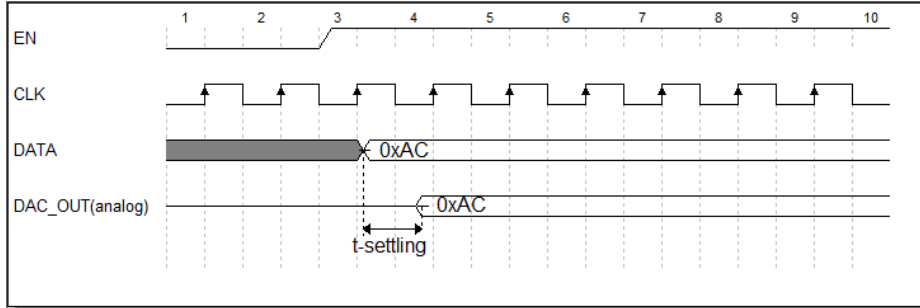 1 2 3 4 5 6 7 8 9 10
EN
CLK
DATA 0xAC
DAC_OUT(analog) 0xAC
t-settling